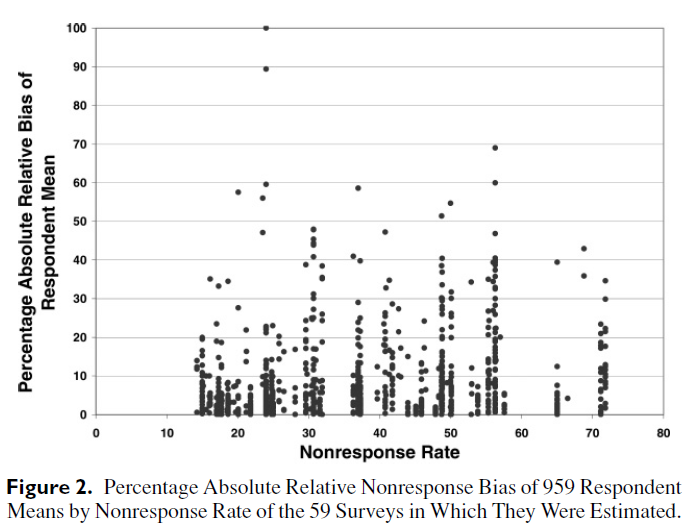 100
90
80
70
60
50
40
30
20
10
0
Percentage Absolute Relative Bias of
Respondent Mean
0 10 20 30 40 50 60 70 80
Nonresponse Rate
Figure 2. Percentage Absolute Relative Nonresponse Bias of 959 Respondent
Means by Nonresponse Rate of the 59 Surveys in Which They Were Estimated.